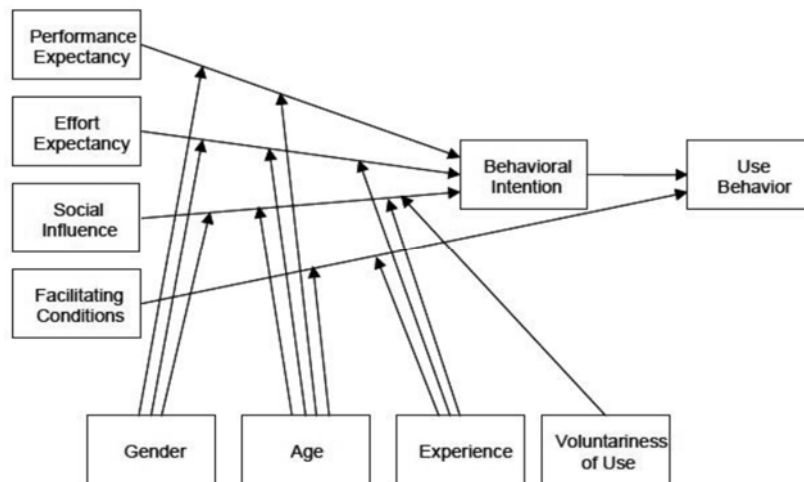 Performance
Expectancy
Effort
Expectancy
Social
Influence
Facilitating
Conditions
Behavioral
Intention
Use
Behavior
Gender
Age
Experience
Voluntariness
of Use